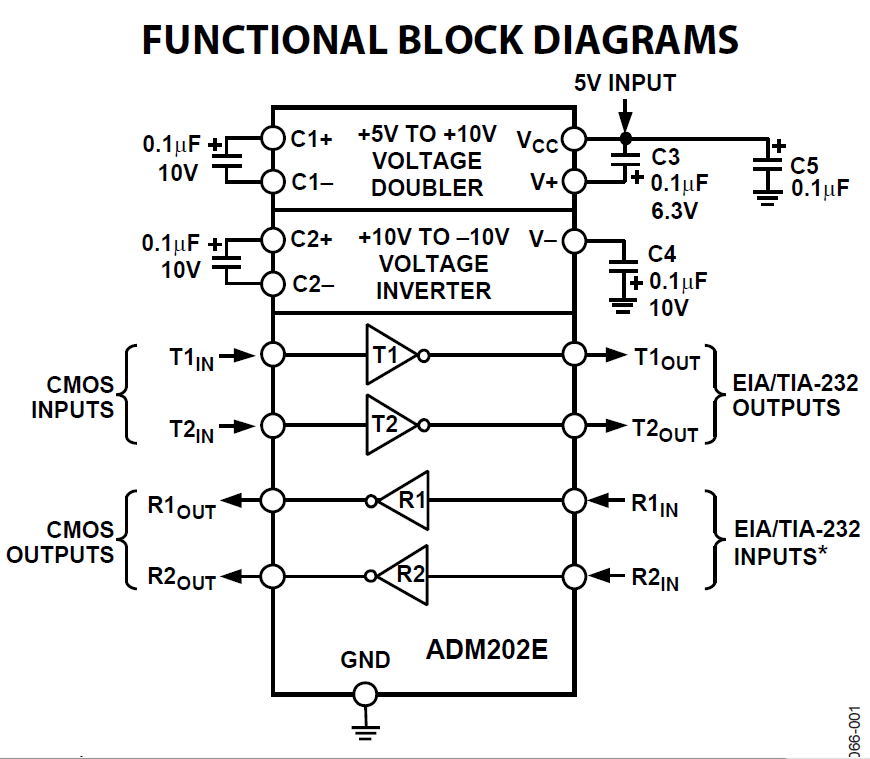 FUNCTIONAL BLOCK DIAGRAMS
5V INPUT
0.1μF
10V
+
C1+
C1–
+5V TO +10V
VOLTAGE
DOUBLER
VCC
V+
C3
+ 0.1μF
6.3V
+
C5
0.1μF
0.1μF
10V
+
C2+
C2–
+10V TO –10V
VOLTAGE
INVERTER
V–
C4
+ 0.1μF
10V
CMOS
INPUTS
T1IN
T1
T1OUT
T2IN
T2
T2OUT
EIA/TIA-232
OUTPUTS
CMOS
OUTPUTS
R1OUT
R1
R1IN
R2OUT
R2
R2IN
EIA/TIA-232
INPUTS*
GND
ADM202E
066-001